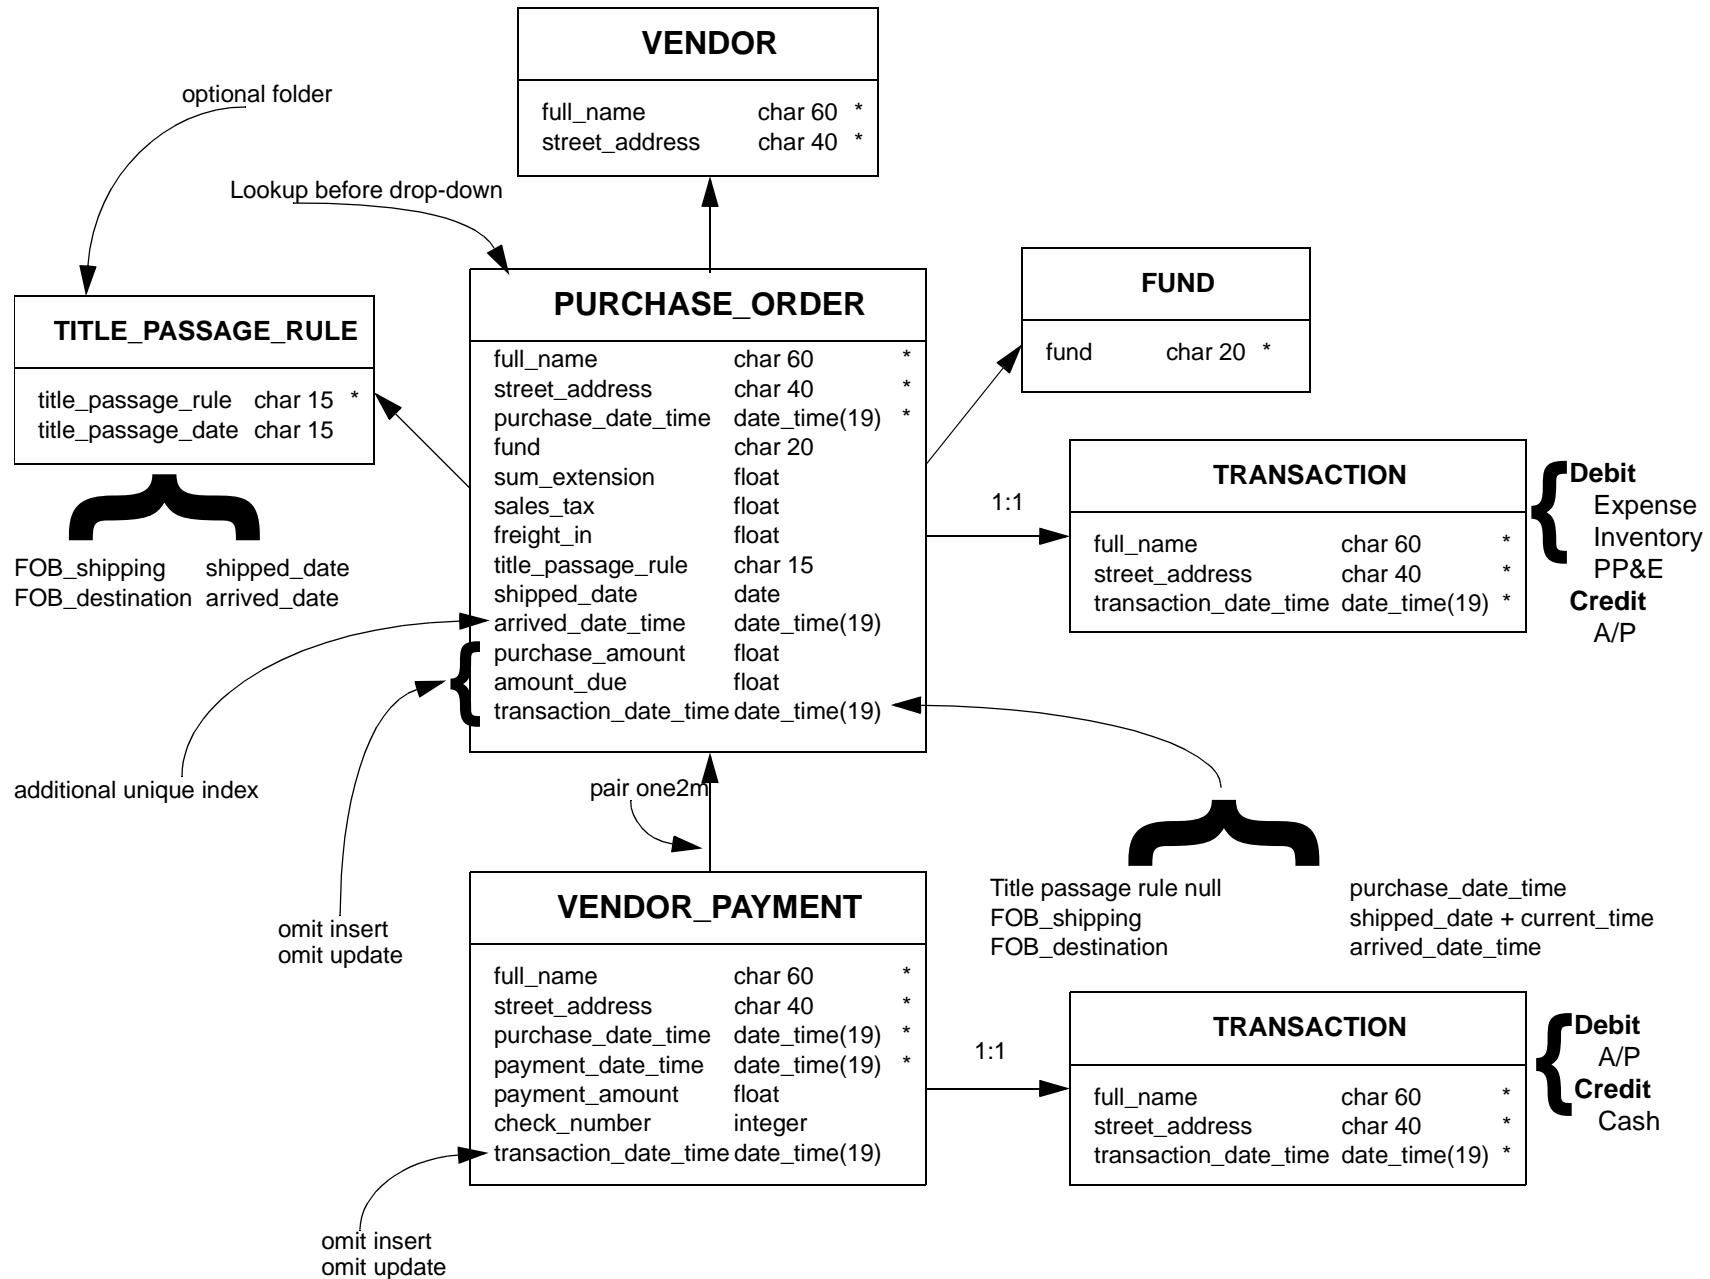 VENDOR
full_name char 60 *
street_address char 40 *
optional folder
Lookup before drop-down
TITLE_PASSAGE_RULE
title_passage_rule char 15 *
title_passage_date char 15
FOB_shipping shipped_date
FOB_destination arrived_date
PURCHASE_ORDER
full_name char 60 *
street_address char 40 *
purchase_date_time date_time(19) *
fund char 20
sum_extension float
sales_tax float
freight_in float
title_passage_rule char 15
shipped_date date
arrived_date_time date_time(19)
purchase_amount float
amount_due float
transaction_date_time date_time(19)
FUND
fund char 20 *
1:1
TRANSACTION
full_name char 60 *
street_address char 40 *
transaction_date_time date_time(19) *
Debit
Expense
Inventory
PP&E
Credit
A/P
additional unique index
omit insert
omit update
pair one2m
Title passage rule null purchase_date_time
FOB_shipping shipped_date + current_time
FOB_destination arrived_date_time
VENDOR_PAYMENT
full_name char 60 *
street_address char 40 *
purchase_date_time date_time(19) *
payment_date_time date_time(19) *
payment_amount float
check_number integer
transaction_date_time date_time(19)
omit insert
omit update
1:1
TRANSACTION
full_name char 60 *
street_address char 40 *
transaction_date_time date_time(19) *
Debit
A/P
Credit
Cash